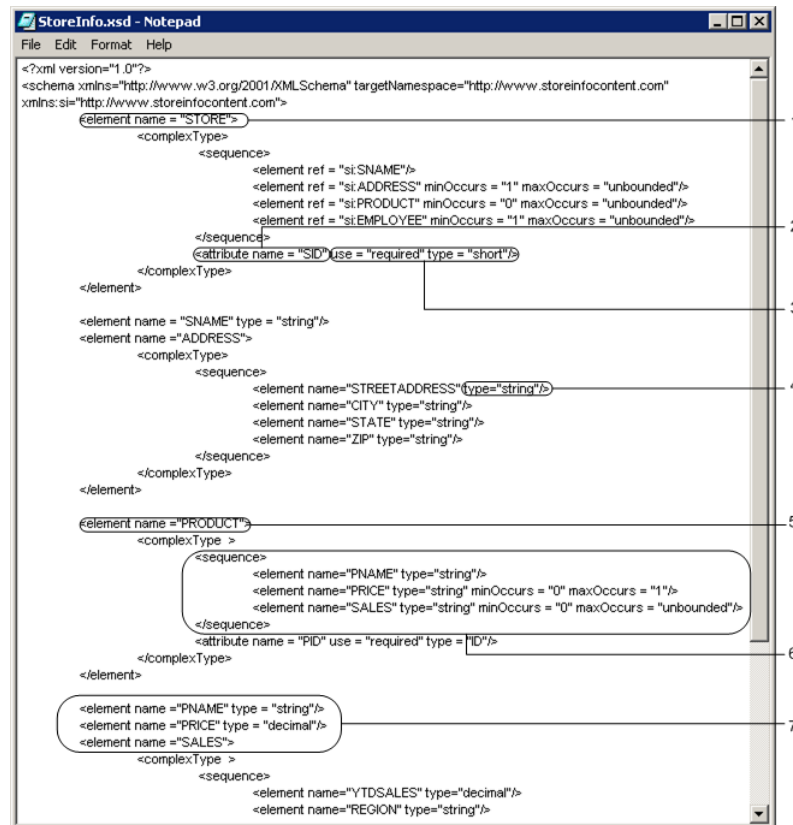 StoreInfo.xsd - Notepad
File Edit Format Help
<?xml version="1.0"?>
<schema xmlns="http://www.w3.org/2001/XMLSchema" targetNamespace="http://www.storeinfocontent.com"
xmlns:si="http://www.storeinfocontent.com">
<element name = "STORE"> 1
<complexType>
<sequence>
<element ref = "si:SNAME"/>
<element ref = "si:ADDRESS" minOccurs = "1" maxOccurs = "unbounded"/>
<element ref = "si:PRODUCT" minOccurs = "0" maxOccurs = "unbounded"/>
<element ref = "si:EMPLOYEE" minOccurs = "1" maxOccurs = "unbounded"/>
</sequence> 2
<attribute name = "SID" use = "required" type = "short"/>
</complexType>
</element>
3
<element name = "SNAME" type = "string"/>
<element name ="ADDRESS">
<complexType>
<sequence>
<element name="STREETADDRESS" type="string"/> 4
<element name="CITY" type="string"/>
<element name="STATE" type="string"/>
<element name="ZIP" type="string"/>
</sequence>
</complexType>
</element>
<element name ="PRODUCT"> 5
<complexType >
<sequence>
<element name="PNAME" type="string"/>
<element name="PRICE" type="string" minOccurs = "0" maxOccurs = "1"/>
<element name="SALES" type="string" minOccurs = "0" maxOccurs = "unbounded"/>
</sequence>
<attribute name = "PID" use = "required" type = "ID"/>
</complexType> 6
</element>
<element name ="PNAME" type = "string"/>
<element name ="PRICE" type = "decimal"/> 7
<element name ="SALES">
<complexType >
<sequence>
<element name="YTDSALES" type="decimal"/>
<element name="REGION" type="string"/>